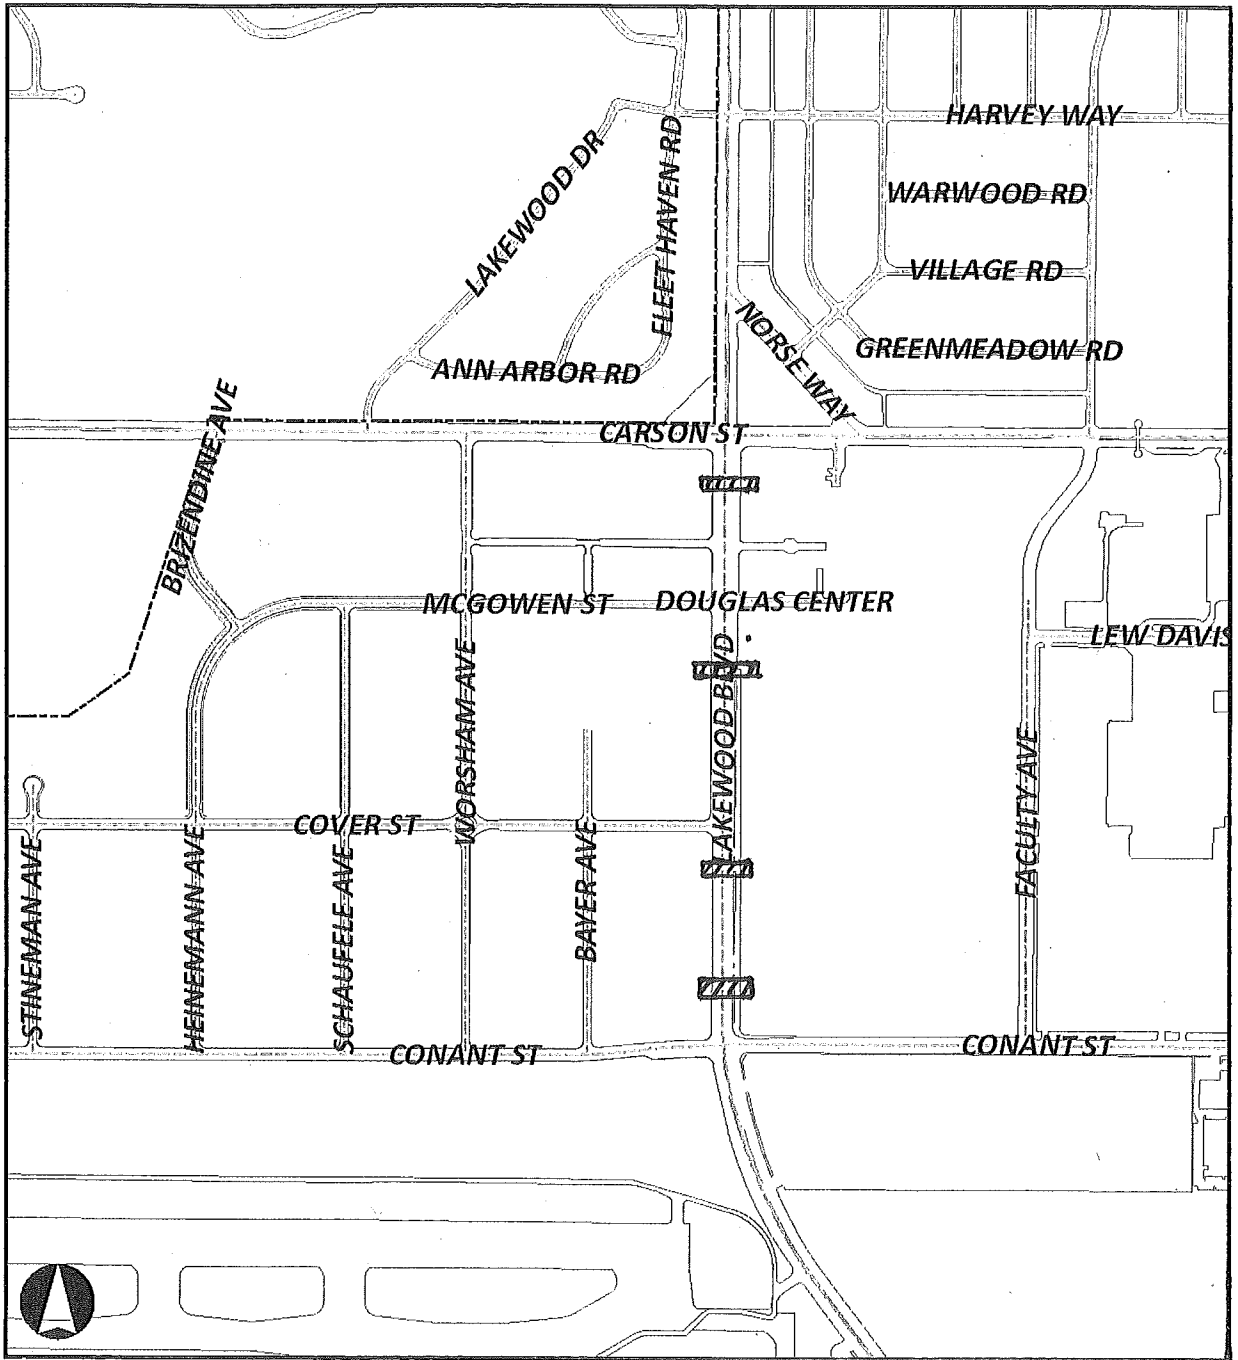 HARVEY WAY
LAKEWOOD DR
FLEET HAVEN RD
WARWOOD RD
VILLAGE RD
NORSE WAY
GREENMEADOW RD
ANN ARBOR RD
BRIZENDINE AVE
CARSON ST
MCGOWEN ST
DOUGLAS CENTER
LEW DAVIS
WORSHAM AVE
LAKEWOOD BLVD
FACULTY AVE
COVER ST
STINEMAN AVE
HEINEMANN AVE
SCHAUFELE AVE
BAYER AVE
CONANT ST
CONANT ST